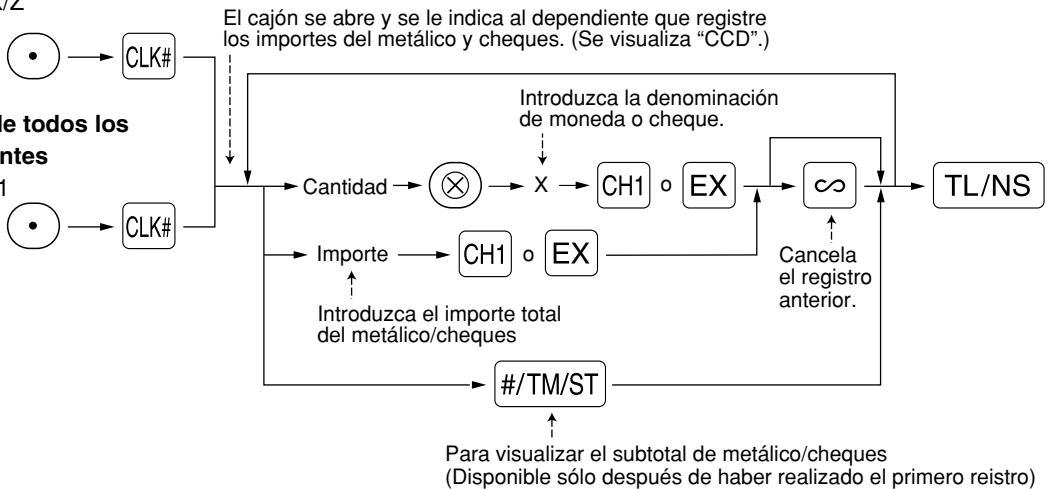 El cajón se abre y se le indica al dependiente que registre
los importes del metálico y cheques. (Se visualiza “CCD”.)
• CLK#
de todos los
1
• CLK#
Introduzca la denominación
de moneda o cheque.
Cantidad ⊗ X CH1 o EX ∞ TL/NS
Importe CH1 o EX
Cancela
el registro
anterior.
Introduzca el importe total
del metálico/cheques
#/TM/ST
Para visualizar el subtotal de metálico/cheques
(Disponible sólo después de haber realizado el primero reistro)